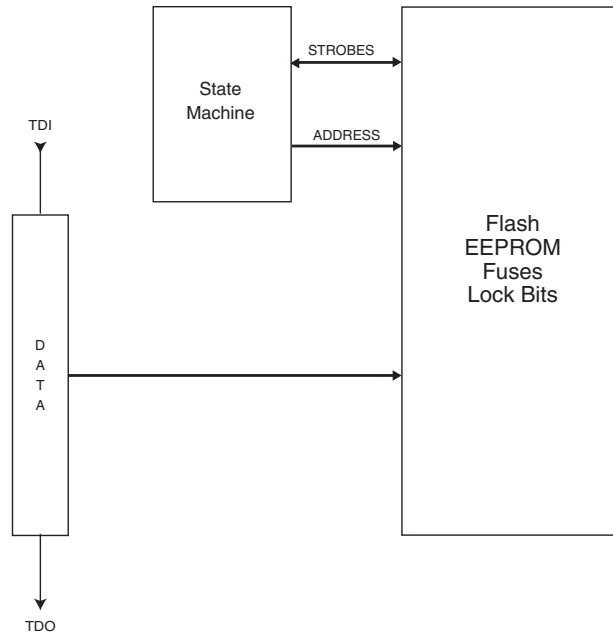 STROBES
State
Machine
ADDRESS
TDI
Flash
EEPROM
Fuses
Lock Bits
D
A
T
A
TDO